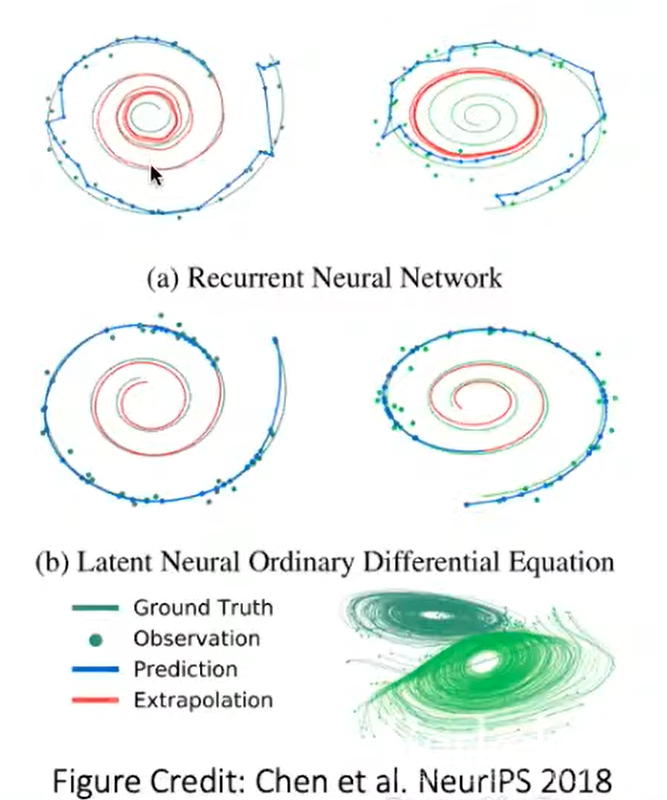 (a) Recurrent Neural Network
(b) Latent Neural Ordinary Differential Equation
Ground Truth
Observation
Prediction
Extrapolation
Figure Credit: Chen et al. NeurIPS 2018